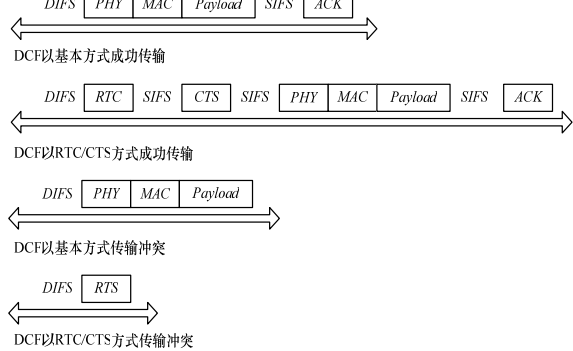 DIFS PHY MAC Payload SIFS ACK
DCF以基本方式成功传输
DIFS RTC SIFS CTS SIFS PHY MAC Payload SIFS ACK
DCF以RTC/CTS方式成功传输
DIFS PHY MAC Payload
DCF以基本方式传输冲突
DIFS RTS
DCF以RTC/CTS方式传输冲突